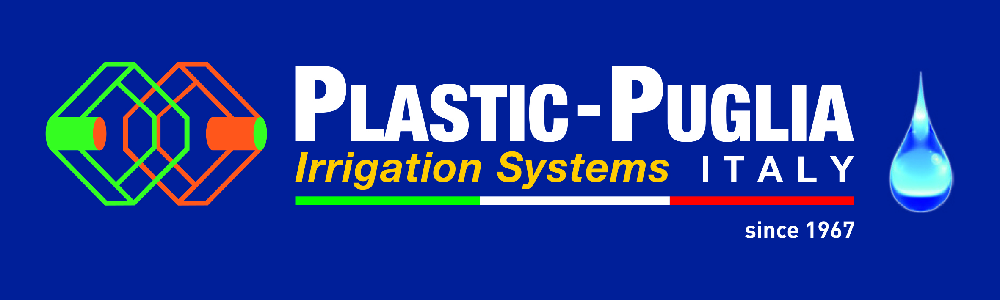 PLASTIC-PUGLIA
Irrigation Systems ITALY
since 1967